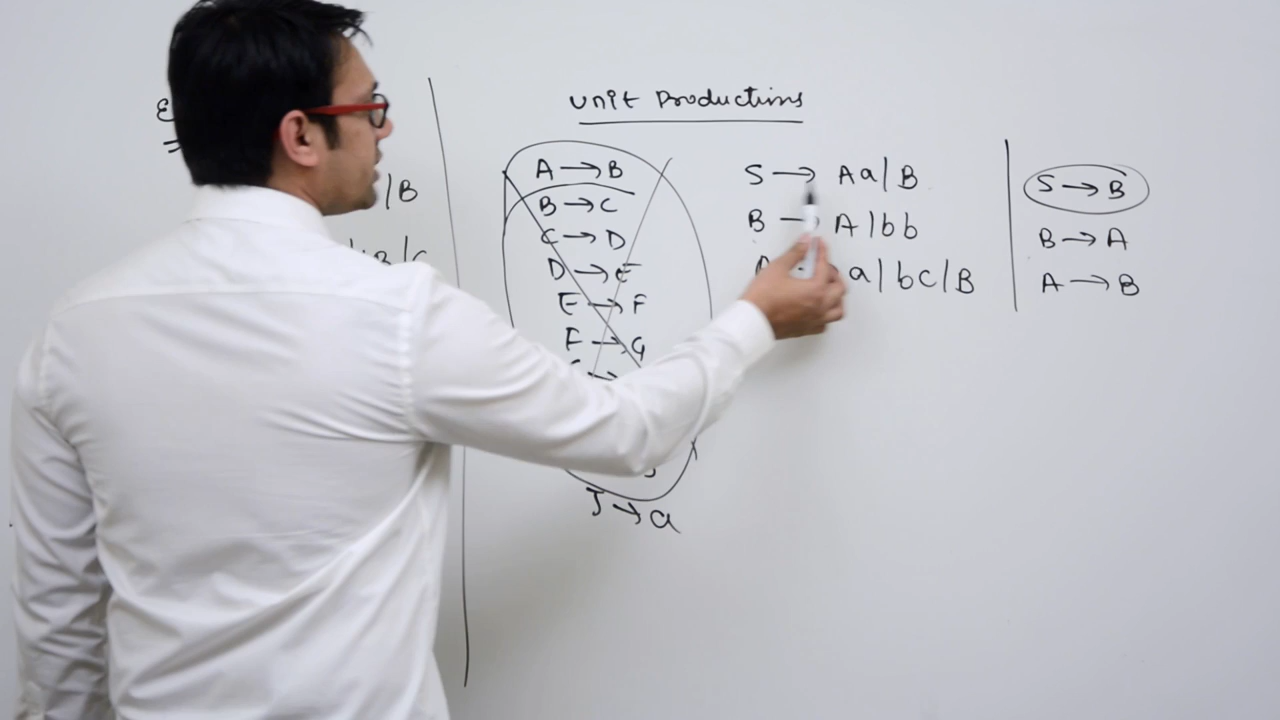 Unit Productions
ε
/B
B/C
A → B
B → C
C → D
D → E
E → F
F → G
J → a
S → Aa/B
B → A/bb
a/bC/B
S → B
B → A
A → B